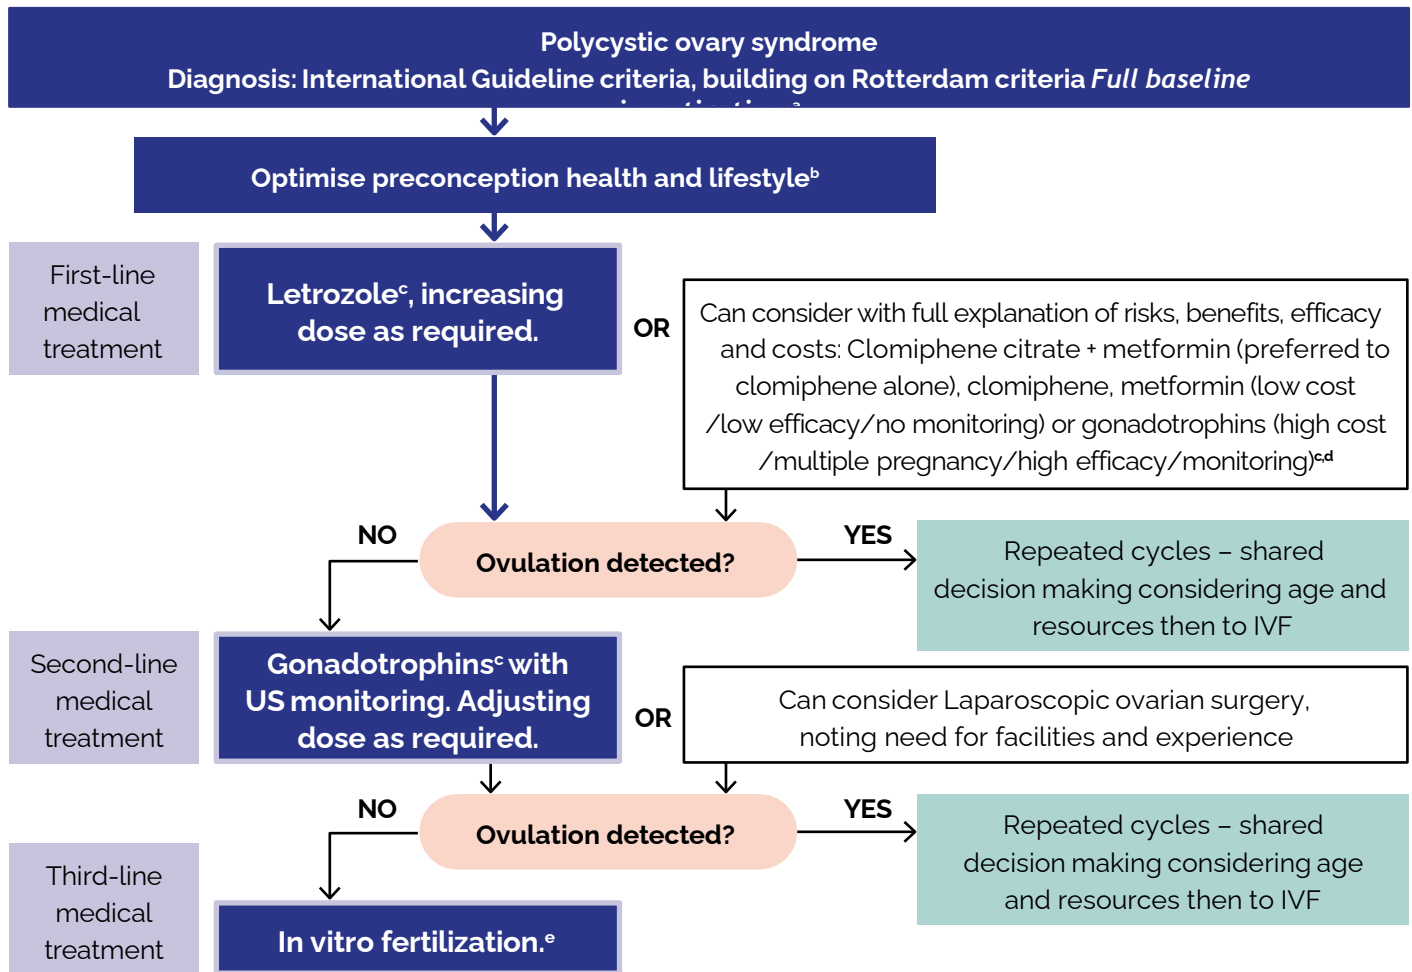 Polycystic ovary syndrome
Diagnosis: International Guideline criteria, building on Rotterdam criteria Full baseline
Optimise preconception health and lifestyleᵇ
First-line
medical
treatment
Letrozoleᶜ, increasing
dose as required.
OR
Can consider with full explanation of risks, benefits, efficacy
and costs: Clomiphene citrate + metformin (preferred to
clomiphene alone), clomiphene, metformin (low cost
/low efficacy/no monitoring) or gonadotrophins (high cost
/multiple pregnancy/high efficacy/monitoring)ᶜ,ᵈ
NO
Ovulation detected?
YES
Repeated cycles – shared
decision making considering age and
resources then to IVF
Second-line
medical
treatment
Gonadotrophinsᶜ with
US monitoring. Adjusting
dose as required.
OR
Can consider Laparoscopic ovarian surgery,
noting need for facilities and experience
NO
Ovulation detected?
YES
Repeated cycles – shared
decision making considering age
and resources then to IVF
Third-line
medical
treatment
In vitro fertilization.ᵉ